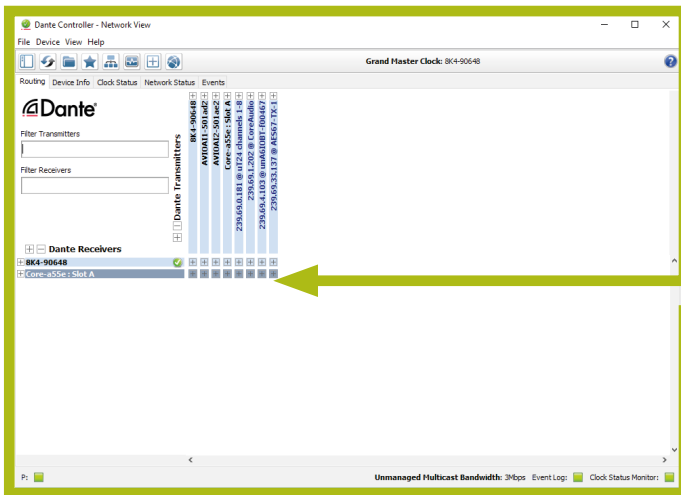 Dante Controller - Network View
File Device View Help
Grand Master Clock: 8K4-90648
Routing Device Info Clock Status Network Status Events
Dante
Filter Transmitters
Filter Receivers
Dante Transmitters
8K4-90648
AVIOAI1-501ad2
AVIOAI2-501ae2
Core-a55e : Slot A
239.69.0.181 @ uT24 channels 1-8
239.69.1.202 @ CoreAudio
239.69.4.103 @ unA6IOBT-f00467
239.69.33.137 @ AES67-TX-1
Dante Receivers
8K4-90648
Core-a55e : Slot A
P:
Unmanaged Multicast Bandwidth: 3Mbps Event Log: Clock Status Monitor: